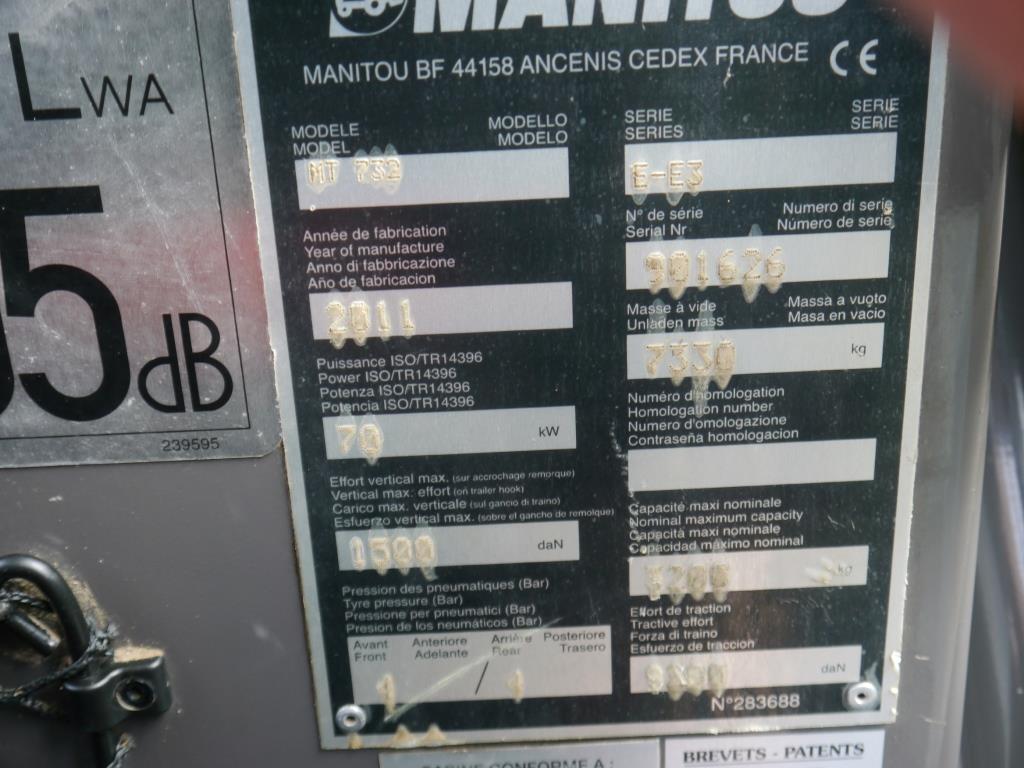 LWA
5
dB
239595
MANITOU
MANITOU BF 44158 ANCENIS CEDEX FRANCE CE
MODELE MODELLO
MODEL MODELO
MT 732
Année de fabrication
Year of manufacture
Anno di fabbricazione
Año de fabricacion
2011
Puissance ISO/TR14396
Power ISO/TR14396
Potenza ISO/TR14396
Potencia ISO/TR14396
70 kW
Effort vertical max. (sur accrochage remorque)
Vertical max. effort (on trailer hook)
Carico max. verticale (sul gancio di traino)
Esfuerzo vertical max. (sobre el gancho de remolque)
1500 daN
Pression des pneumatiques (Bar)
Tyre pressure (Bar)
Pressione per pneumatici (Bar)
Presion de los neumáticos (Bar)
Avant Anteriore Arrière Posteriore
Front Adelante Rear Trasero
/
SERIE SERIE
SERIES SERIE
E-E3
N° de série Numero di serie
Serial Nr Número de serie
901626
Masse à vide Massa a vuoto
Unladen mass Masa en vacio
7330 kg
Numéro d'homologation
Homologation number
Numero d'omologazione
Contraseña homologacion
Capacité maxi nominale
Nominal maximum capacity
Capacità maxi nominale
Capacidad máximo nominal
3200 kg
Effort de traction
Tractive effort
Forza di traino
Esfuerzo de traccion
daN
N°283688
CABINE CONFORME A :
BREVETS - PATENTS